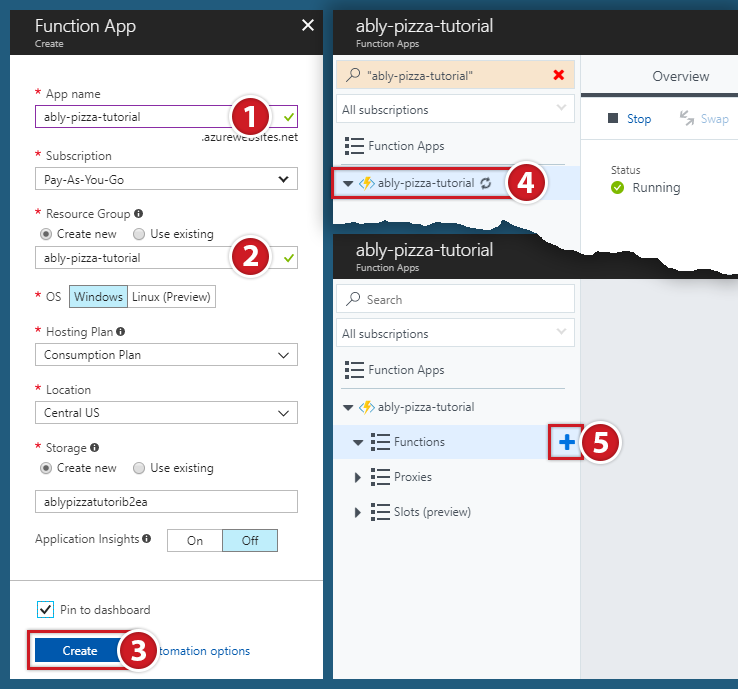 Function App
Create
* App name
ably-pizza-tutorial
1
.azurewebsites.net
* Subscription
Pay-As-You-Go
* Resource Group
Create new Use existing
ably-pizza-tutorial
2
* OS Windows Linux (Preview)
* Hosting Plan
Consumption Plan
* Location
Central US
* Storage
Create new Use existing
ablypizzatutorib2ea
Application Insights On Off
Pin to dashboard
Create 3 tomation options
ably-pizza-tutorial
Function Apps
"ably-pizza-tutorial"
All subscriptions
Function Apps
ably-pizza-tutorial
4
Overview
Stop Swap
Status
Running
ably-pizza-tutorial
Function Apps
Search
All subscriptions
Function Apps
ably-pizza-tutorial
Functions
5
Proxies
Slots (preview)